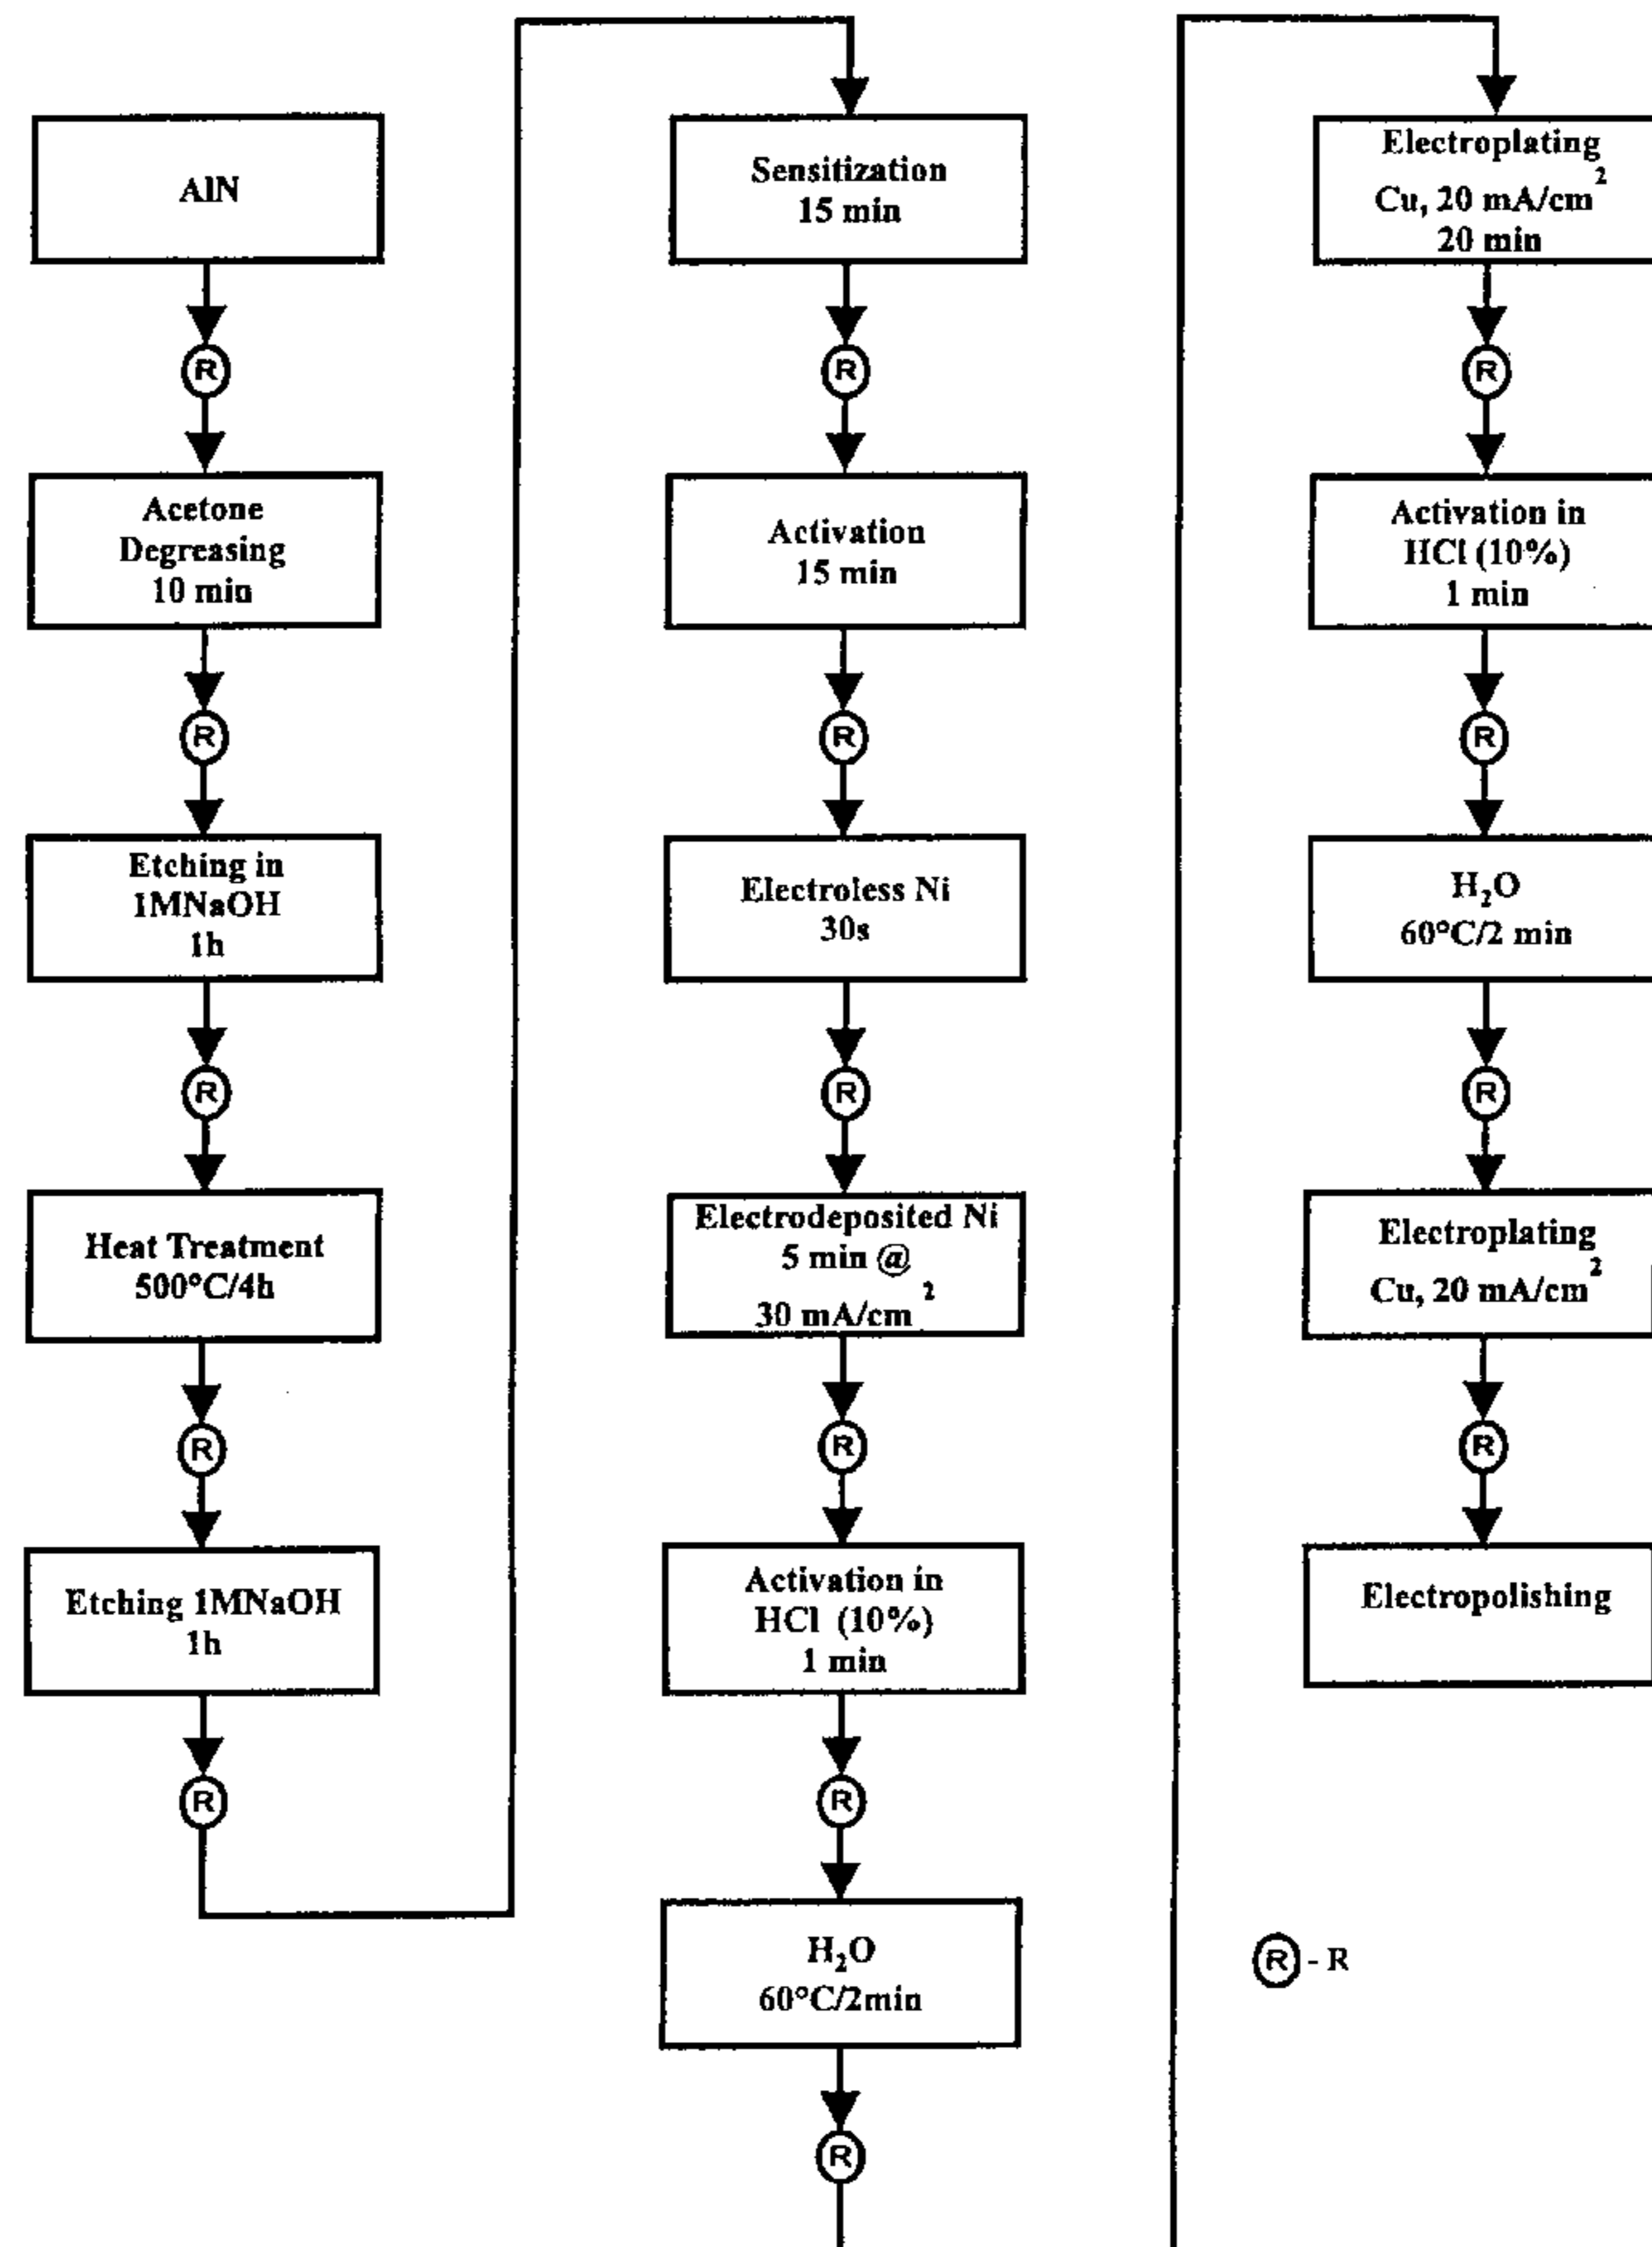 AlN
R
Acetone
Degreasing
10 min
R
Etching in
1MNaOH
1h
R
Heat Treatment
500°C/4h
R
Etching 1MNaOH
1h
R
Sensitization
15 min
R
Activation
15 min
R
Electroless Ni
30s
R
Electrodeposited Ni
5 min @
30 mA/cm²
R
Activation in
HCl (10%)
1 min
R
H₂O
60°C/2min
R
Electroplating
Cu, 20 mA/cm²
20 min
R
Activation in
HCl (10%)
1 min
R
H₂O
60°C/2 min
R
Electroplating
Cu, 20 mA/cm²
R
Electropolishing
R - R